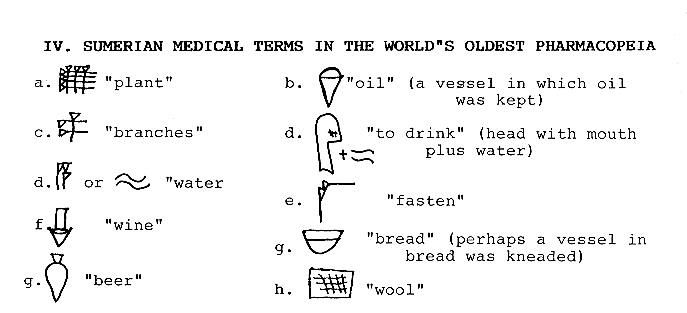 IV. SUMERIAN MEDICAL TERMS IN THE WORLD"S OLDEST PHARMACOPEIA
a. "plant"
b. "oil" (a vessel in which oil
was kept)
c. "branches"
d. "to drink" (head with mouth
+ plus water)
d. or "water
e. "fasten"
f "wine"
g. "bread" (perhaps a vessel in
bread was kneaded)
g. "beer"
h. "wool"